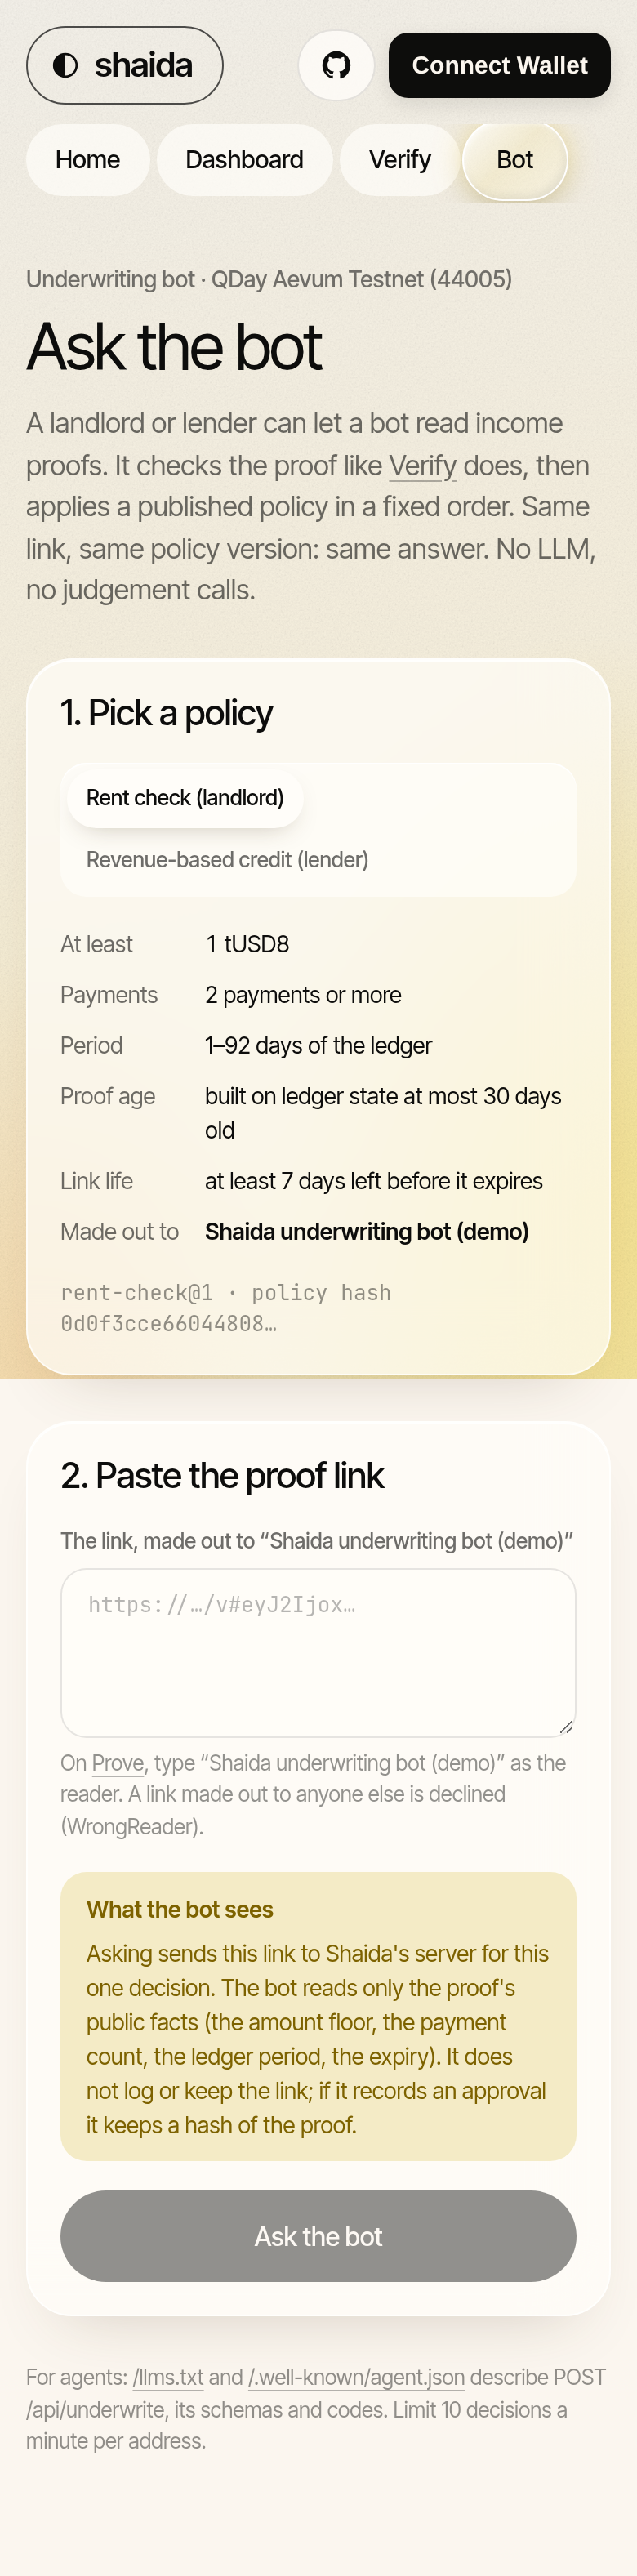 shaida
Connect Wallet
Home
Dashboard
Verify
Bot
Underwriting bot · QDay Aevum Testnet (44005)
Ask the bot
A landlord or lender can let a bot read income
proofs. It checks the proof like Verify does, then
applies a published policy in a fixed order. Same
link, same policy version: same answer. No LLM,
no judgement calls.
1. Pick a policy
Rent check (landlord)
Revenue-based credit (lender)
At least 1 tUSD8
Payments 2 payments or more
Period 1–92 days of the ledger
Proof age built on ledger state at most 30 days
old
Link life at least 7 days left before it expires
Made out to Shaida underwriting bot (demo)
rent-check@1 · policy hash
0d0f3cce66044808…
2. Paste the proof link
The link, made out to “Shaida underwriting bot (demo)”
https://…/v#eyJ2Ijox…
On Prove, type “Shaida underwriting bot (demo)” as the
reader. A link made out to anyone else is declined
(WrongReader).
What the bot sees
Asking sends this link to Shaida's server for this
one decision. The bot reads only the proof's
public facts (the amount floor, the payment
count, the ledger period, the expiry). It does
not log or keep the link; if it records an approval
it keeps a hash of the proof.
Ask the bot
For agents: /llms.txt and /.well-known/agent.json describe POST
/api/underwrite, its schemas and codes. Limit 10 decisions a
minute per address.